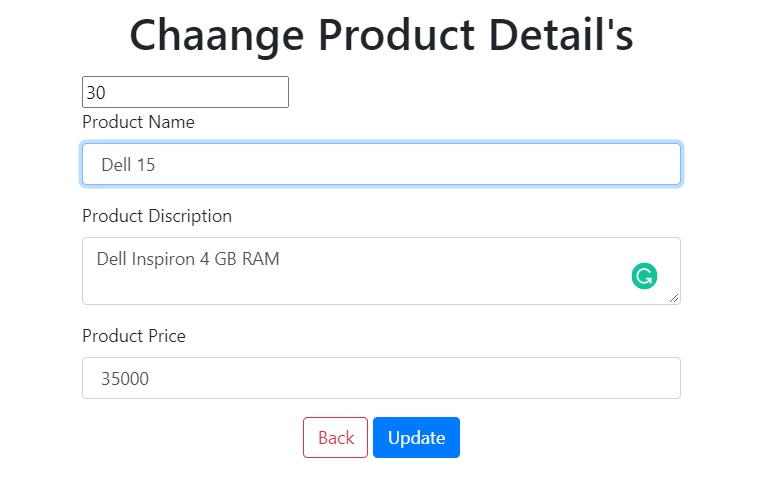 Chaange Product Detail's
30
Product Name
Dell 15
Product Discription
Dell Inspiron 4 GB RAM
Product Price
35000
Back Update